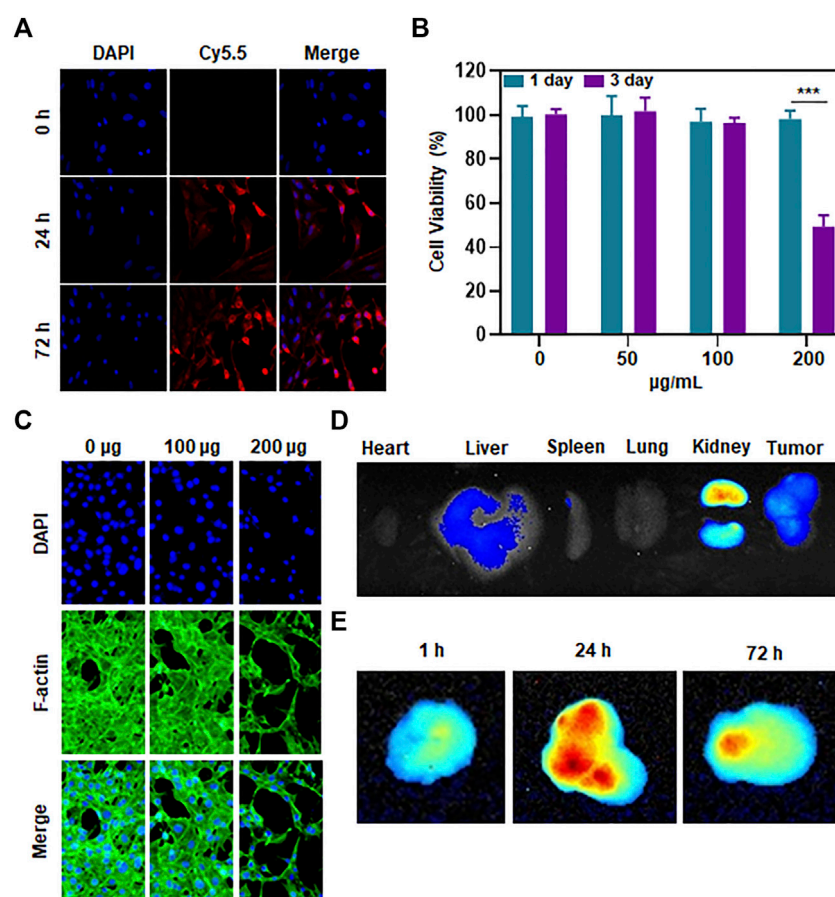 A
DAPI Cy5.5 Merge
0 h
24 h
72 h
B
1 day 3 day
***
120
100
80
60
40
20
0
Cell Viability (%)
0 50 100 200
µg/mL
C
0 µg 100 µg 200 µg
DAPI
F-actin
Merge
D
Heart Liver Spleen Lung Kidney Tumor
E
1 h 24 h 72 h